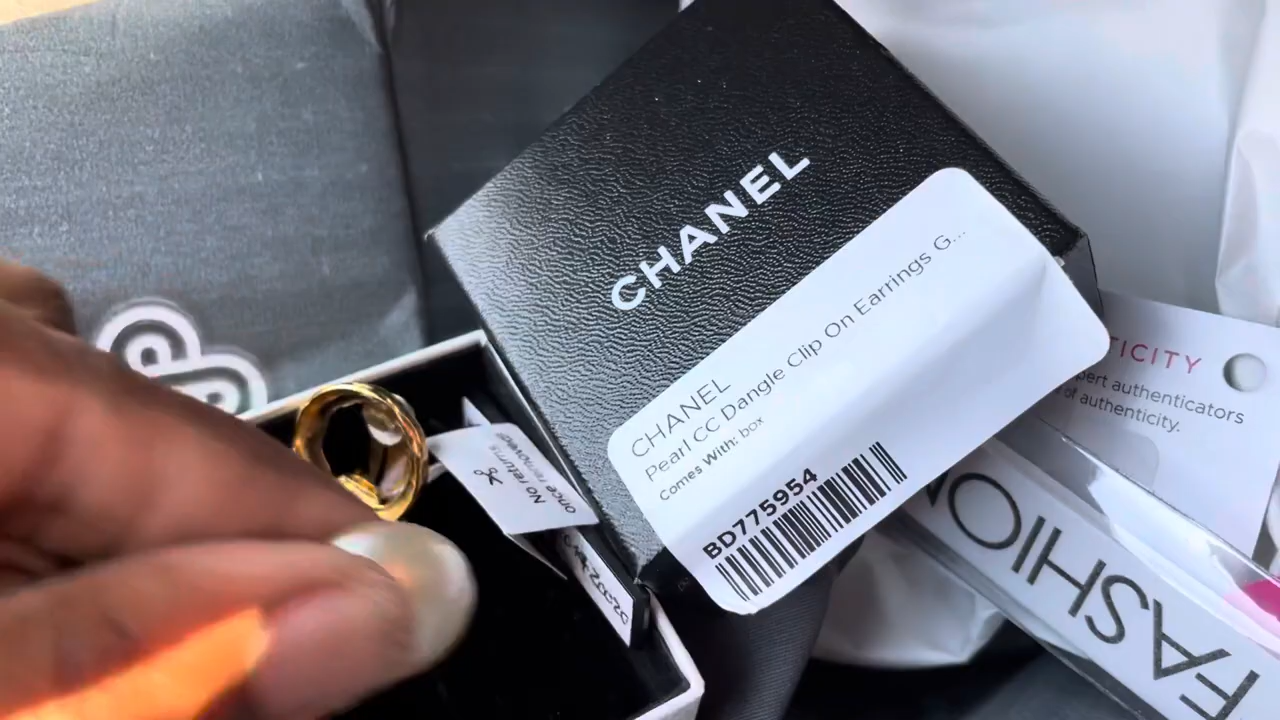 CHANEL
CHANEL
Pearl CC Dangle Clip On Earrings G...
Comes With: box
BD775954
No returns
once removed
TICITY
pert authenticators
of authenticity.
FASHION